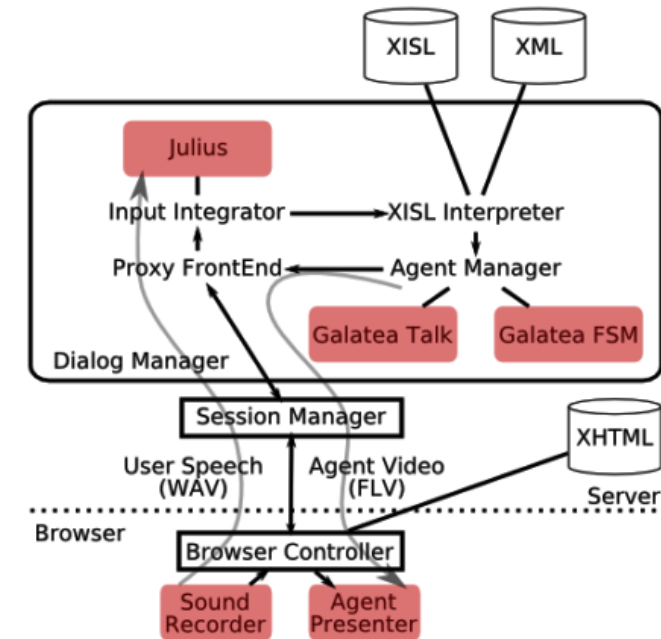 XISL
XML
Julius
Input Integrator
XISL Interpreter
Proxy FrontEnd
Agent Manager
Galatea Talk
Galatea FSM
Dialog Manager
Session Manager
XHTML
User Speech
(WAV)
Agent Video
(FLV)
Server
Browser
Browser Controller
Sound
Recorder
Agent
Presenter